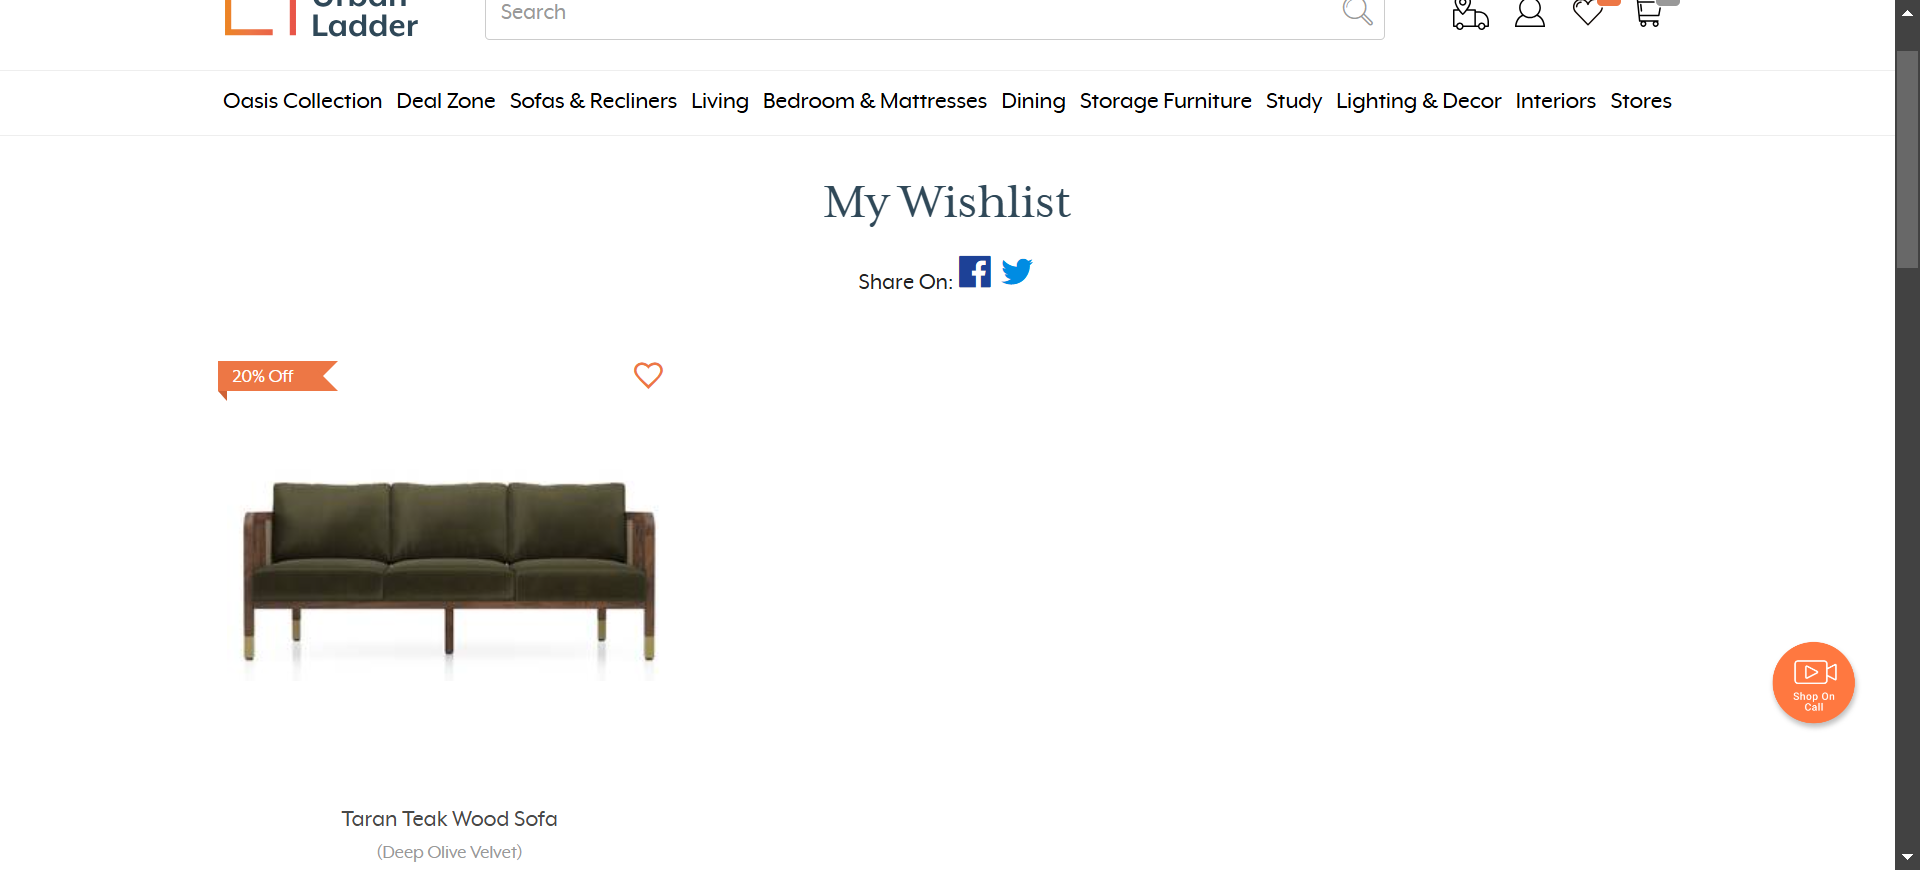 Urban
Ladder
Search
Oasis Collection Deal Zone Sofas & Recliners Living Bedroom & Mattresses Dining Storage Furniture Study Lighting & Decor Interiors Stores
My Wishlist
Share On:
20% Off
Shop On
Call
Taran Teak Wood Sofa
(Deep Olive Velvet)